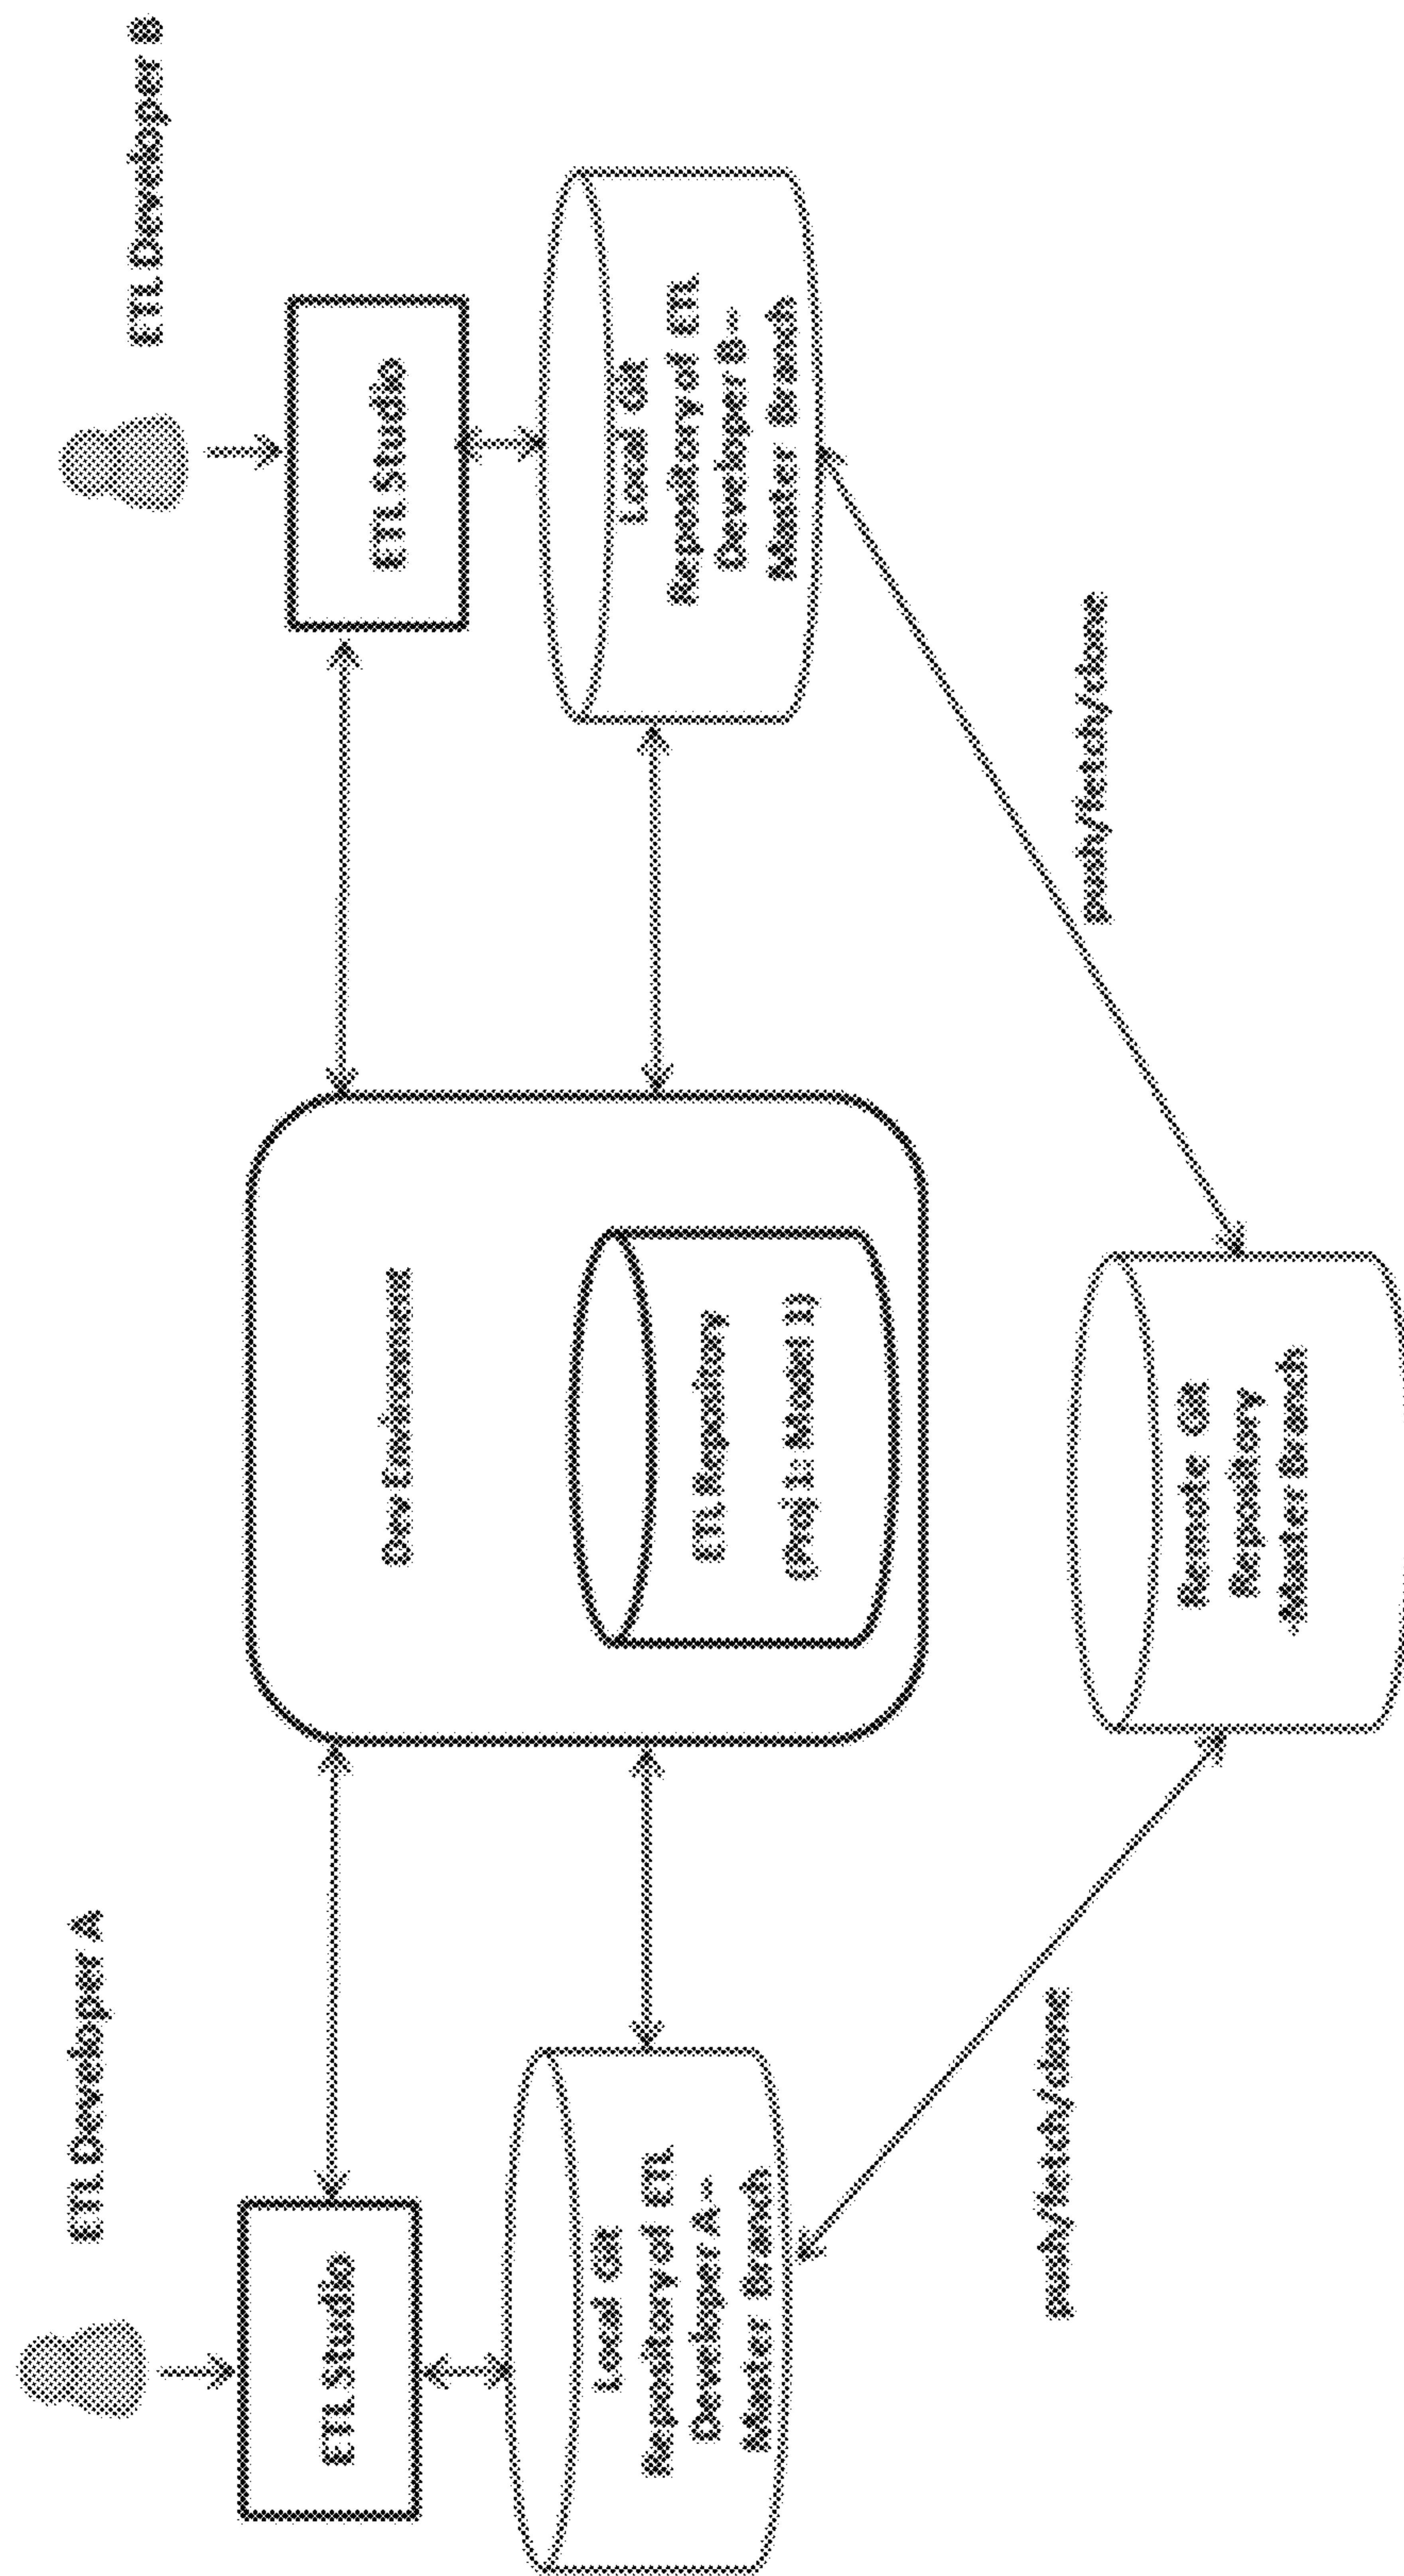 ETL Developer A
ETL Developer B
ETL Studio
ETL Studio
Dev Environment
Local Git
Repository of ETL
Developer A--
Master Branch
ETL Repository
(Proj 1: Model 1)
Local Git
Repository of ETL
Developer B--
Master Branch
push/fetch/clone
push/fetch/clone
Remote Git
Repository
-Master Branch